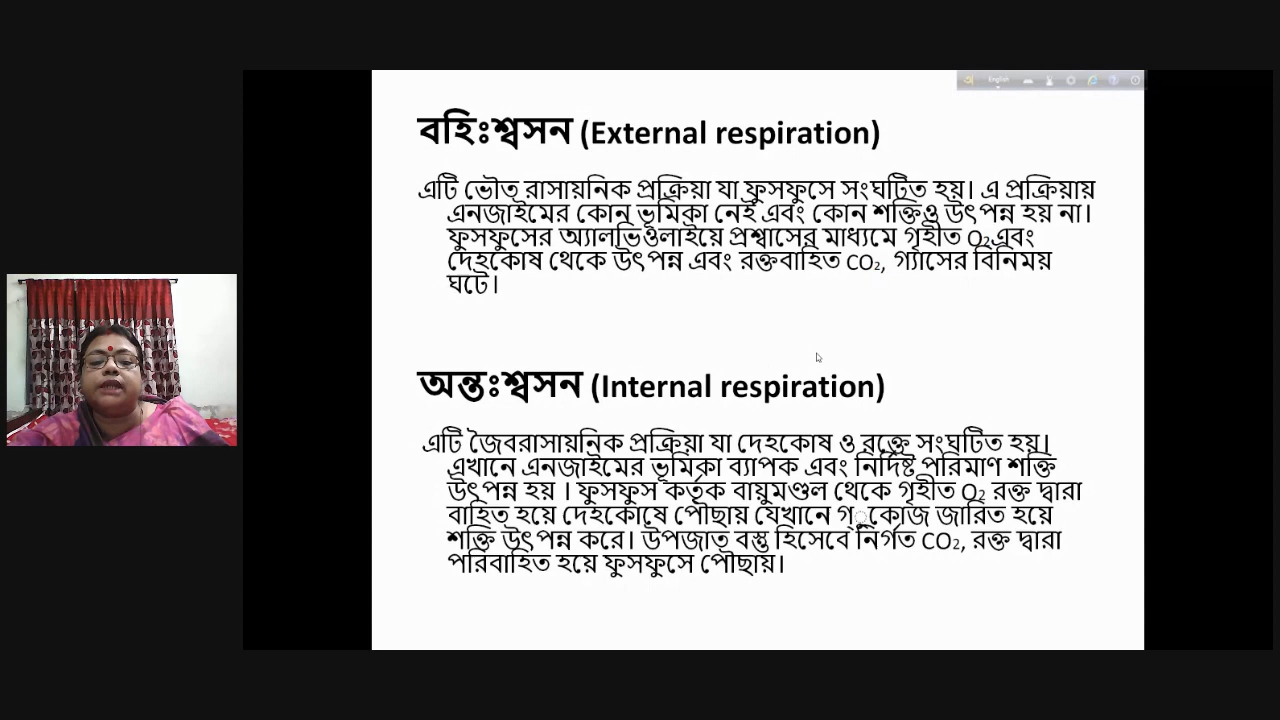 English
বহিঃশ্বসন (External respiration)
এটি ভৌত রাসায়নিক প্রক্রিয়া যা ফুসফুসে সংঘটিত হয়। এ প্রক্রিয়ায়
এনজাইমের কোন ভূমিকা নেই এবং কোন শক্তিও উৎপন্ন হয় না।
ফুসফুসের অ্যালভিওলাইয়ে প্রশ্বাসের মাধ্যমে গৃহীত O₂এবং
দেহকোষ থেকে উৎপন্ন এবং রক্তবাহিত CO₂, গ্যাসের বিনিময়
ঘটে।
অন্তঃশ্বসন (Internal respiration)
এটি জৈবরাসায়নিক প্রক্রিয়া যা দেহকোষ ও রক্তে সংঘটিত হয়।
এখানে এনজাইমের ভূমিকা ব্যাপক এবং নির্দিষ্ট পরিমাণ শক্তি
উৎপন্ন হয় । ফুসফুস কর্তৃক বায়ুমণ্ডল থেকে গৃহীত O₂ রক্ত দ্বারা
বাহিত হয়ে দেহকোষে পৌছায় যেখানে গ্ুকোজ জারিত হয়ে
শক্তি উৎপন্ন করে। উপজাত বস্তু হিসেবে নির্গত CO₂, রক্ত দ্বারা
পরিবাহিত হয়ে ফুসফুসে পৌছায়।